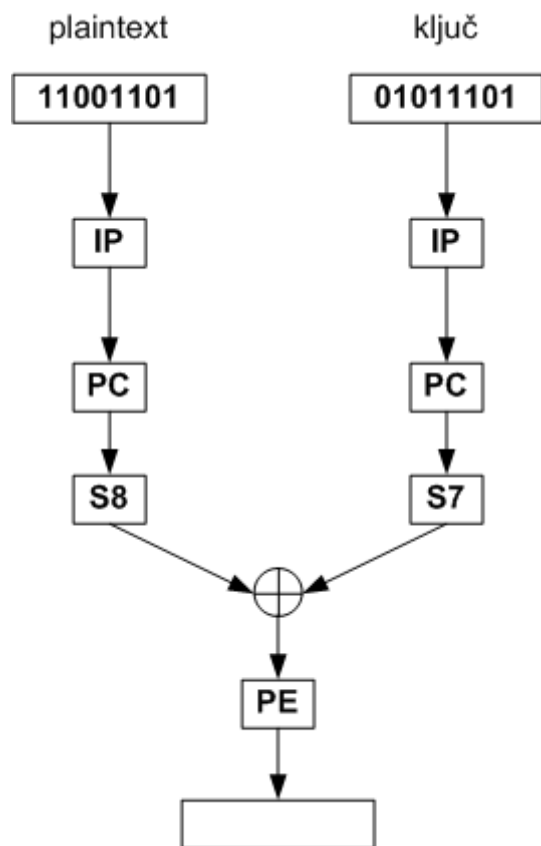 plaintext ključ
11001101 01011101
IP IP
PC PC
S8 S7
PE